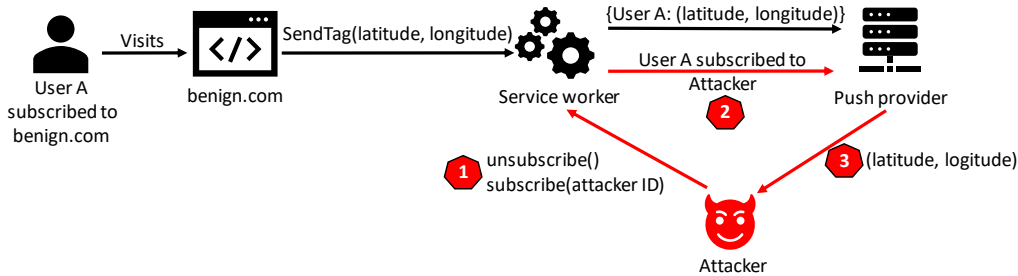 User A
subscribed to
benign.com
Visits
</>
benign.com
SendTag(latitude, longitude)
Service worker
{User A: (latitude, longitude)}
User A subscribed to
Attacker
2
Push provider
1
unsubscribe()
subscribe(attacker ID)
3
(latitude, logitude)
Attacker